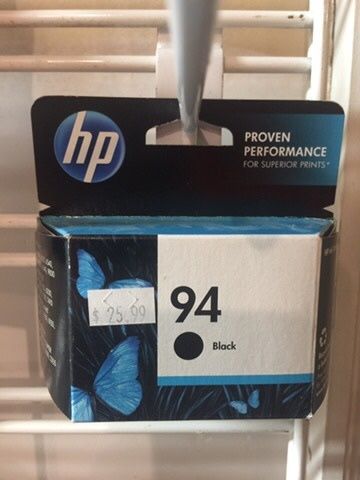 hp
PROVEN
PERFORMANCE
FOR SUPERIOR PRINTS*
94
$ 25.99
Black